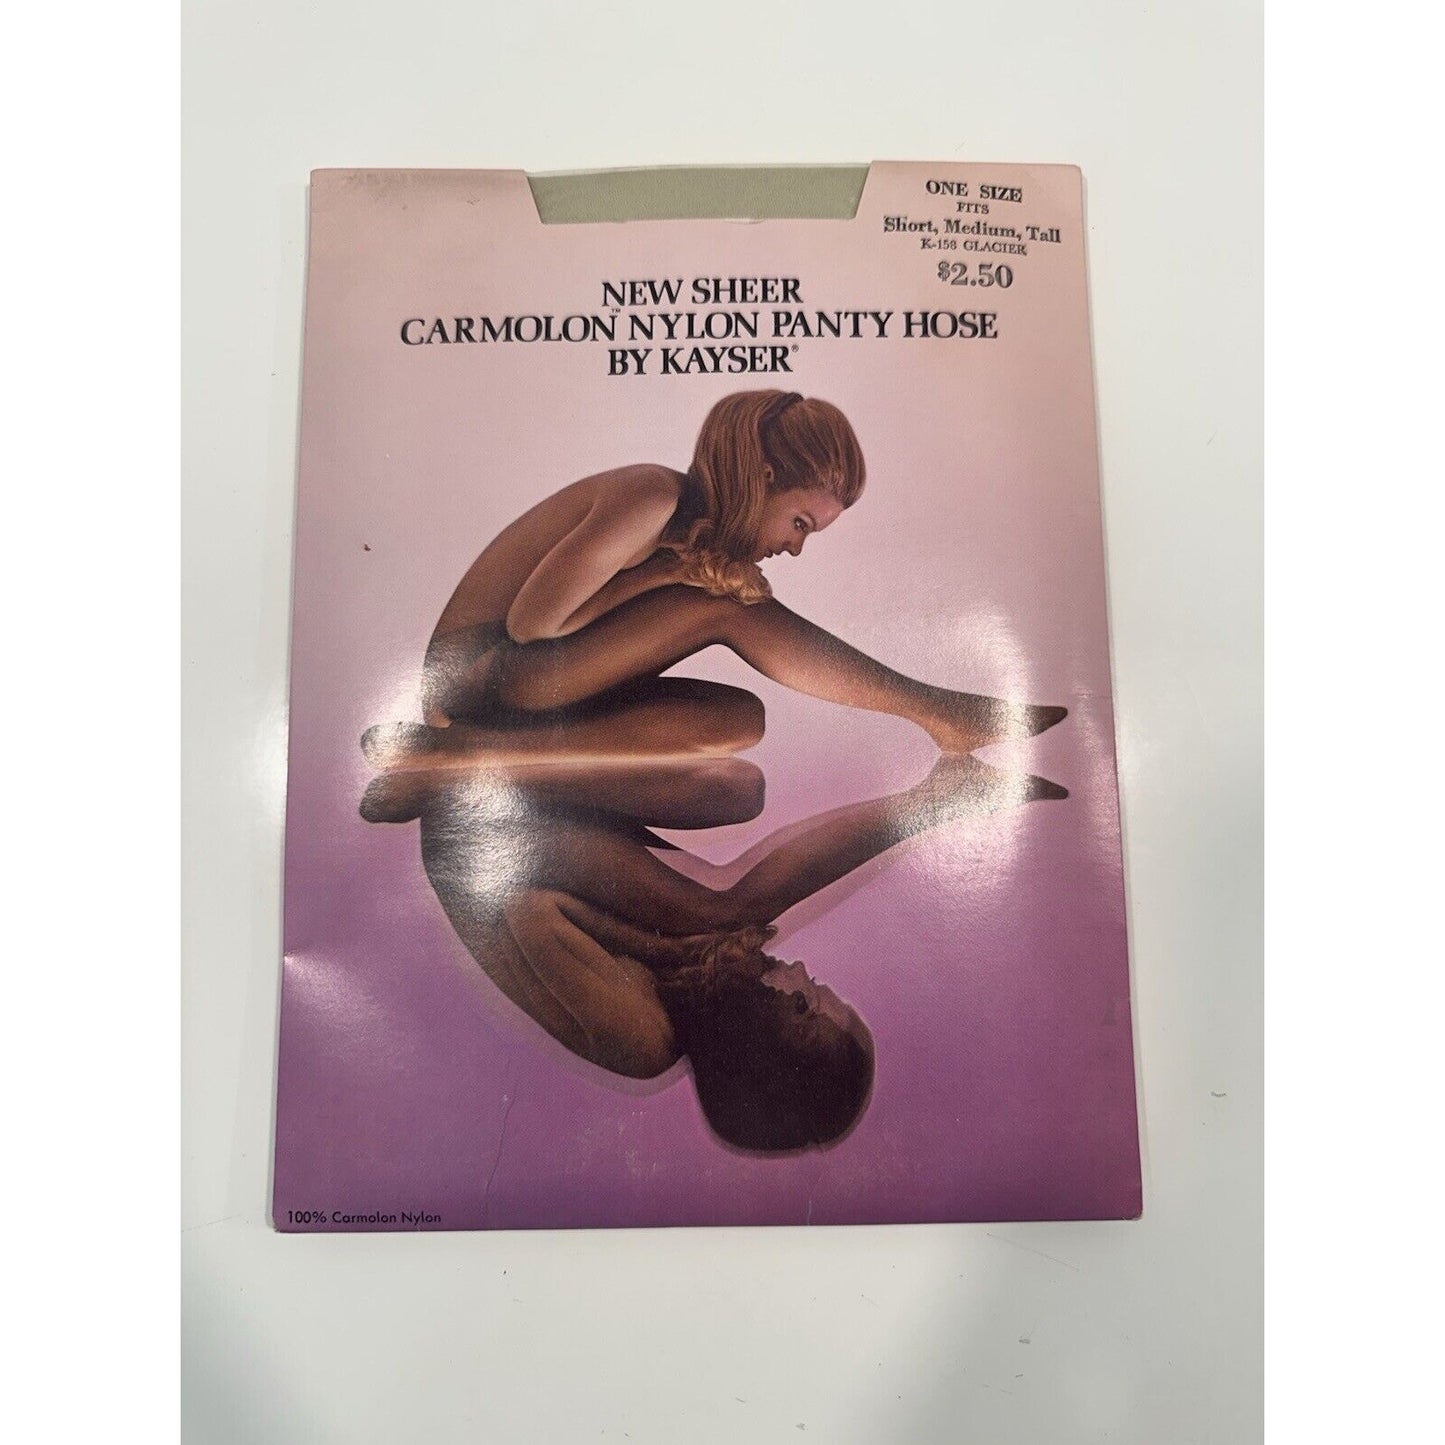 ONE SIZE
FITS
Short, Medium, Tall
K-158 GLACIER
$2.50
NEW SHEER
CARMOLON™ NYLON PANTY HOSE
BY KAYSER®
100% Carmolon Nylon